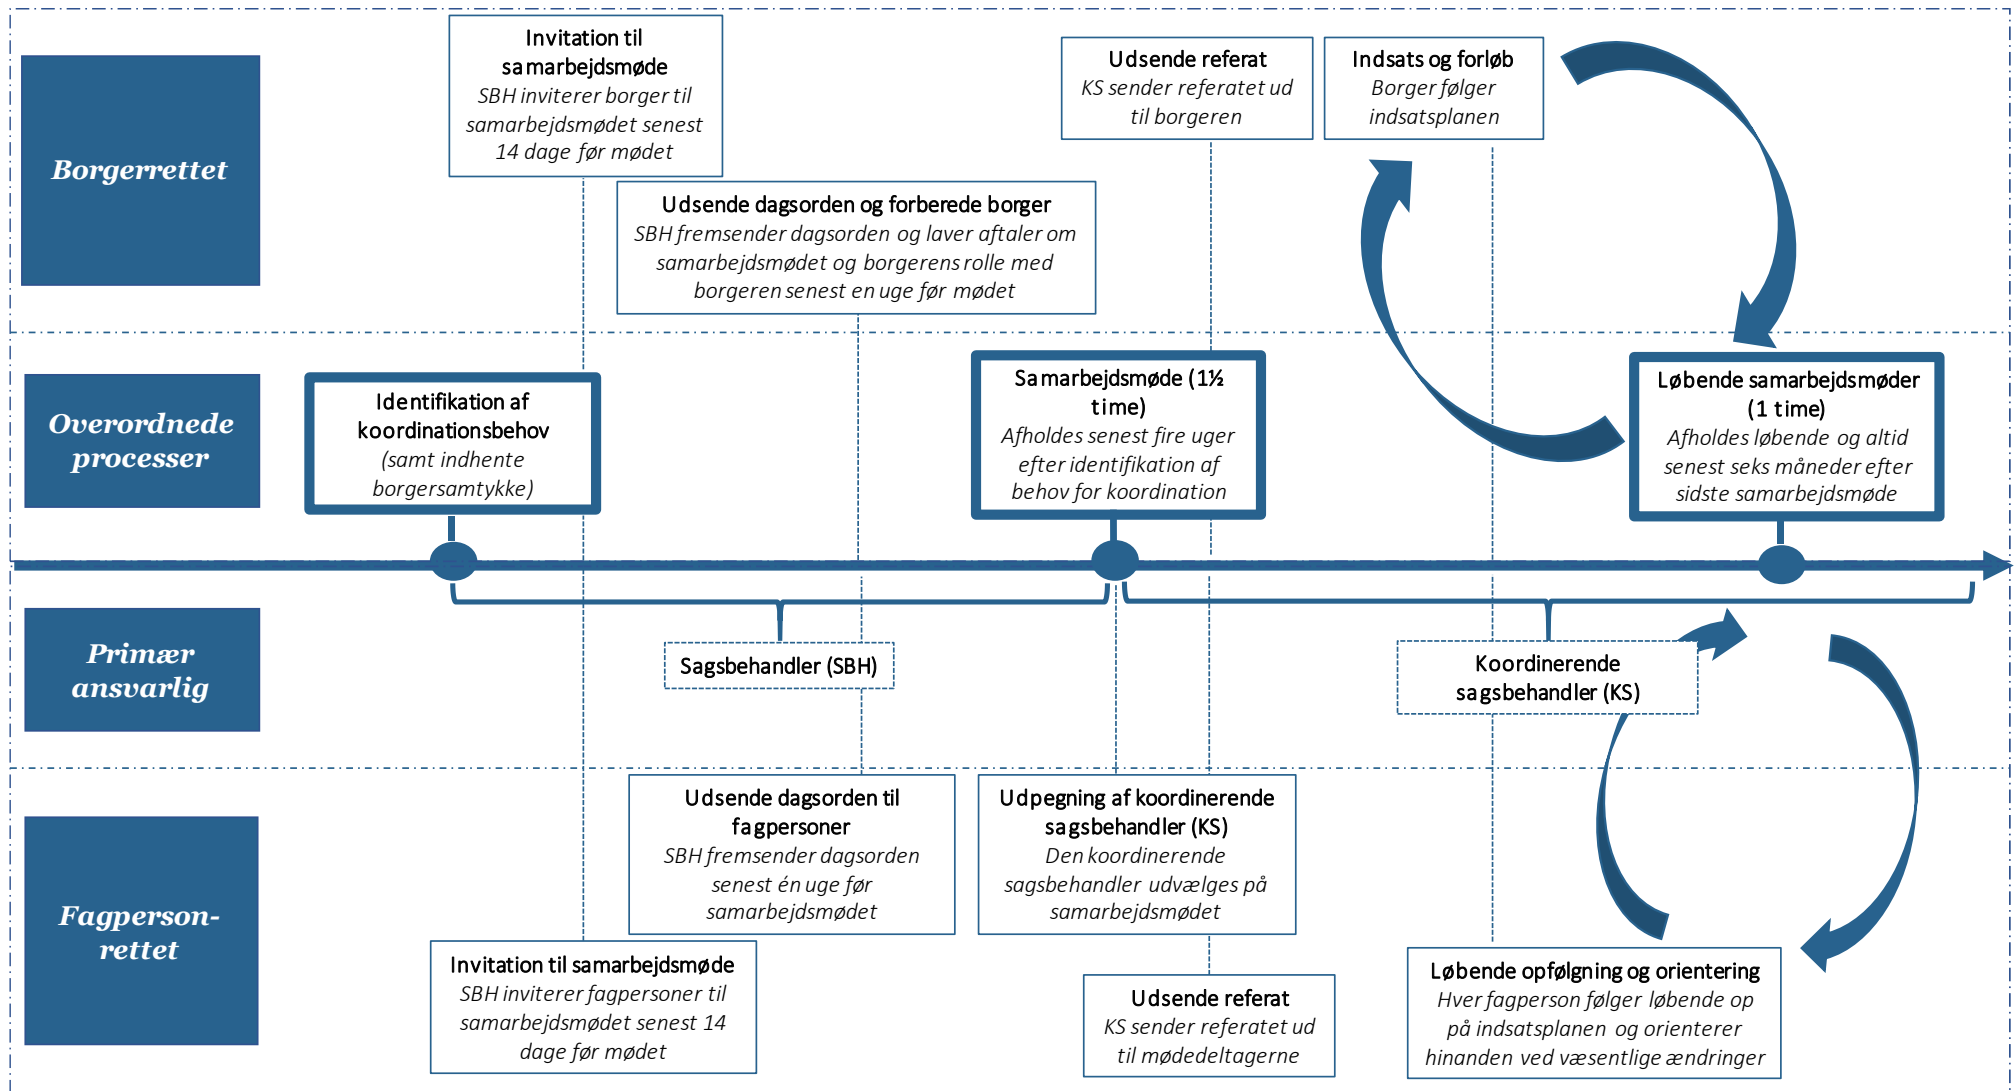 Borgerrettet
Invitation til
samarbejdsmøde
SBH inviterer borger til
samarbejdsmødet senest
14 dage før mødet
Udsende dagsorden og forberede borger
SBH fremsender dagsorden og laver aftaler om
samarbejdsmødet og borgerens rolle med
borgeren senest en uge før mødet
Udsende referat
KS sender referatet ud
til borgeren
Indsats og forløb
Borger følger
indsatsplanen
Overordnede
processer
Identifikation af
koordinationsbehov
(samt indhente
borgersamtykke)
Samarbejdsmøde (1½
time)
Afholdes senest fire uger
efter identifikation af
behov for koordination
Løbende samarbejdsmøder
(1 time)
Afholdes løbende og altid
senest seks måneder efter
sidste samarbejdsmøde
Primær
ansvarlig
Sagsbehandler (SBH)
Koordinerende
sagsbehandler (KS)
Fagperson-
rettet
Invitation til samarbejdsmøde
SBH inviterer fagpersoner til
samarbejdsmødet senest 14
dage før mødet
Udsende dagsorden til
fagpersoner
SBH fremsender dagsorden
senest én uge før
samarbejdsmødet
Udpegning af koordinerende
sagsbehandler (KS)
Den koordinerende
sagsbehandler udvælges på
samarbejdsmødet
Udsende referat
KS sender referatet ud
til mødedeltagerne
Løbende opfølgning og orientering
Hver fagperson følger løbende op
på indsatsplanen og orienterer
hinanden ved væsentlige ændringer